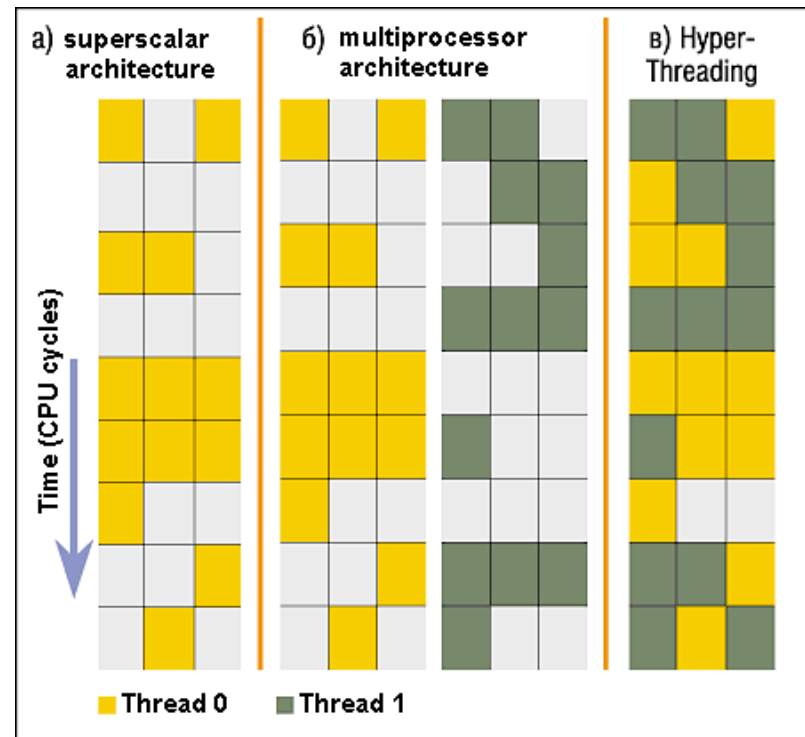 а) superscalar
architecture
б) multiprocessor
architecture
в) Hyper-
Threading
Time (CPU cycles)
Thread 0
Thread 1